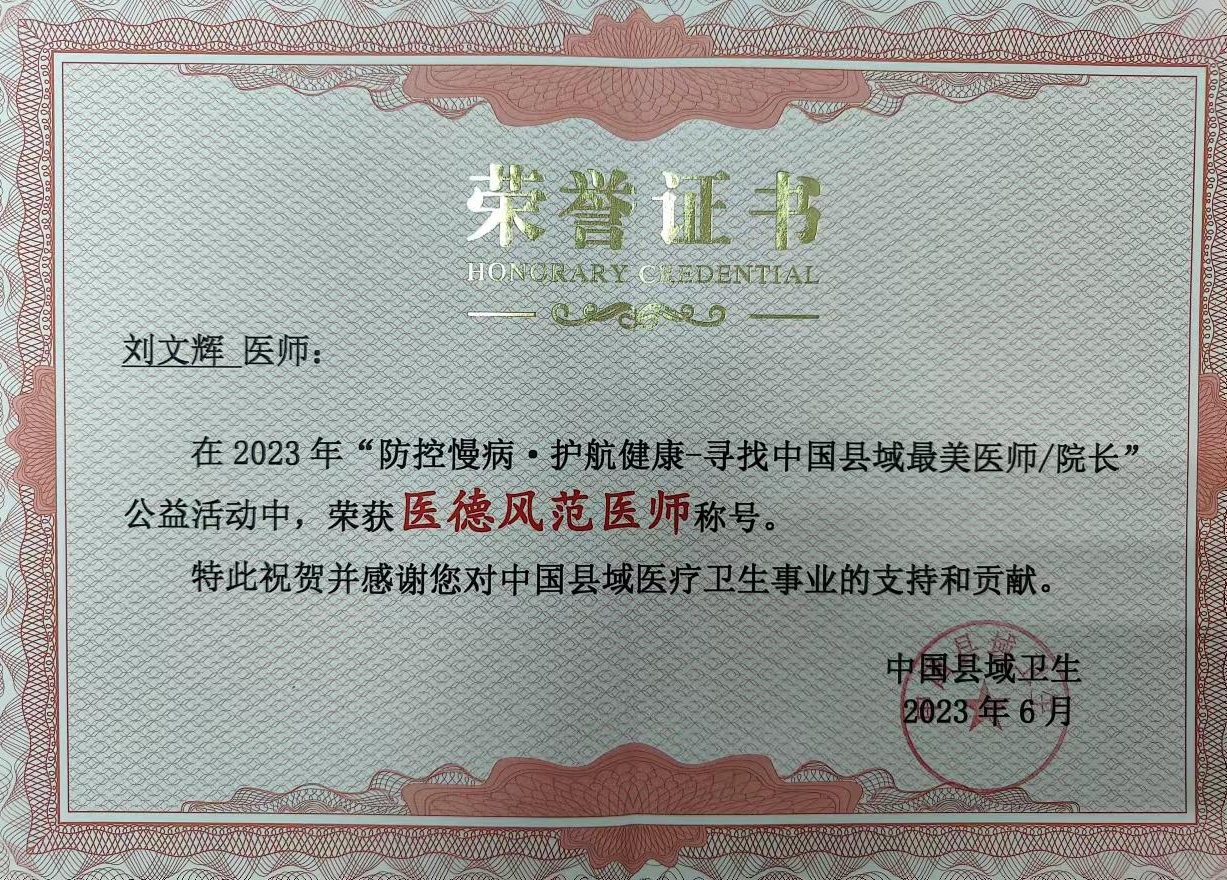 荣誉证书
HONORARY CREDENTIAL
刘文辉 医师：
在 2023 年“防控慢病·护航健康-寻找中国县域最美医师/院长”
公益活动中，荣获医德风范医师称号。
特此祝贺并感谢您对中国县域医疗卫生事业的支持和贡献。
中国县域卫生
2023 年 6 月